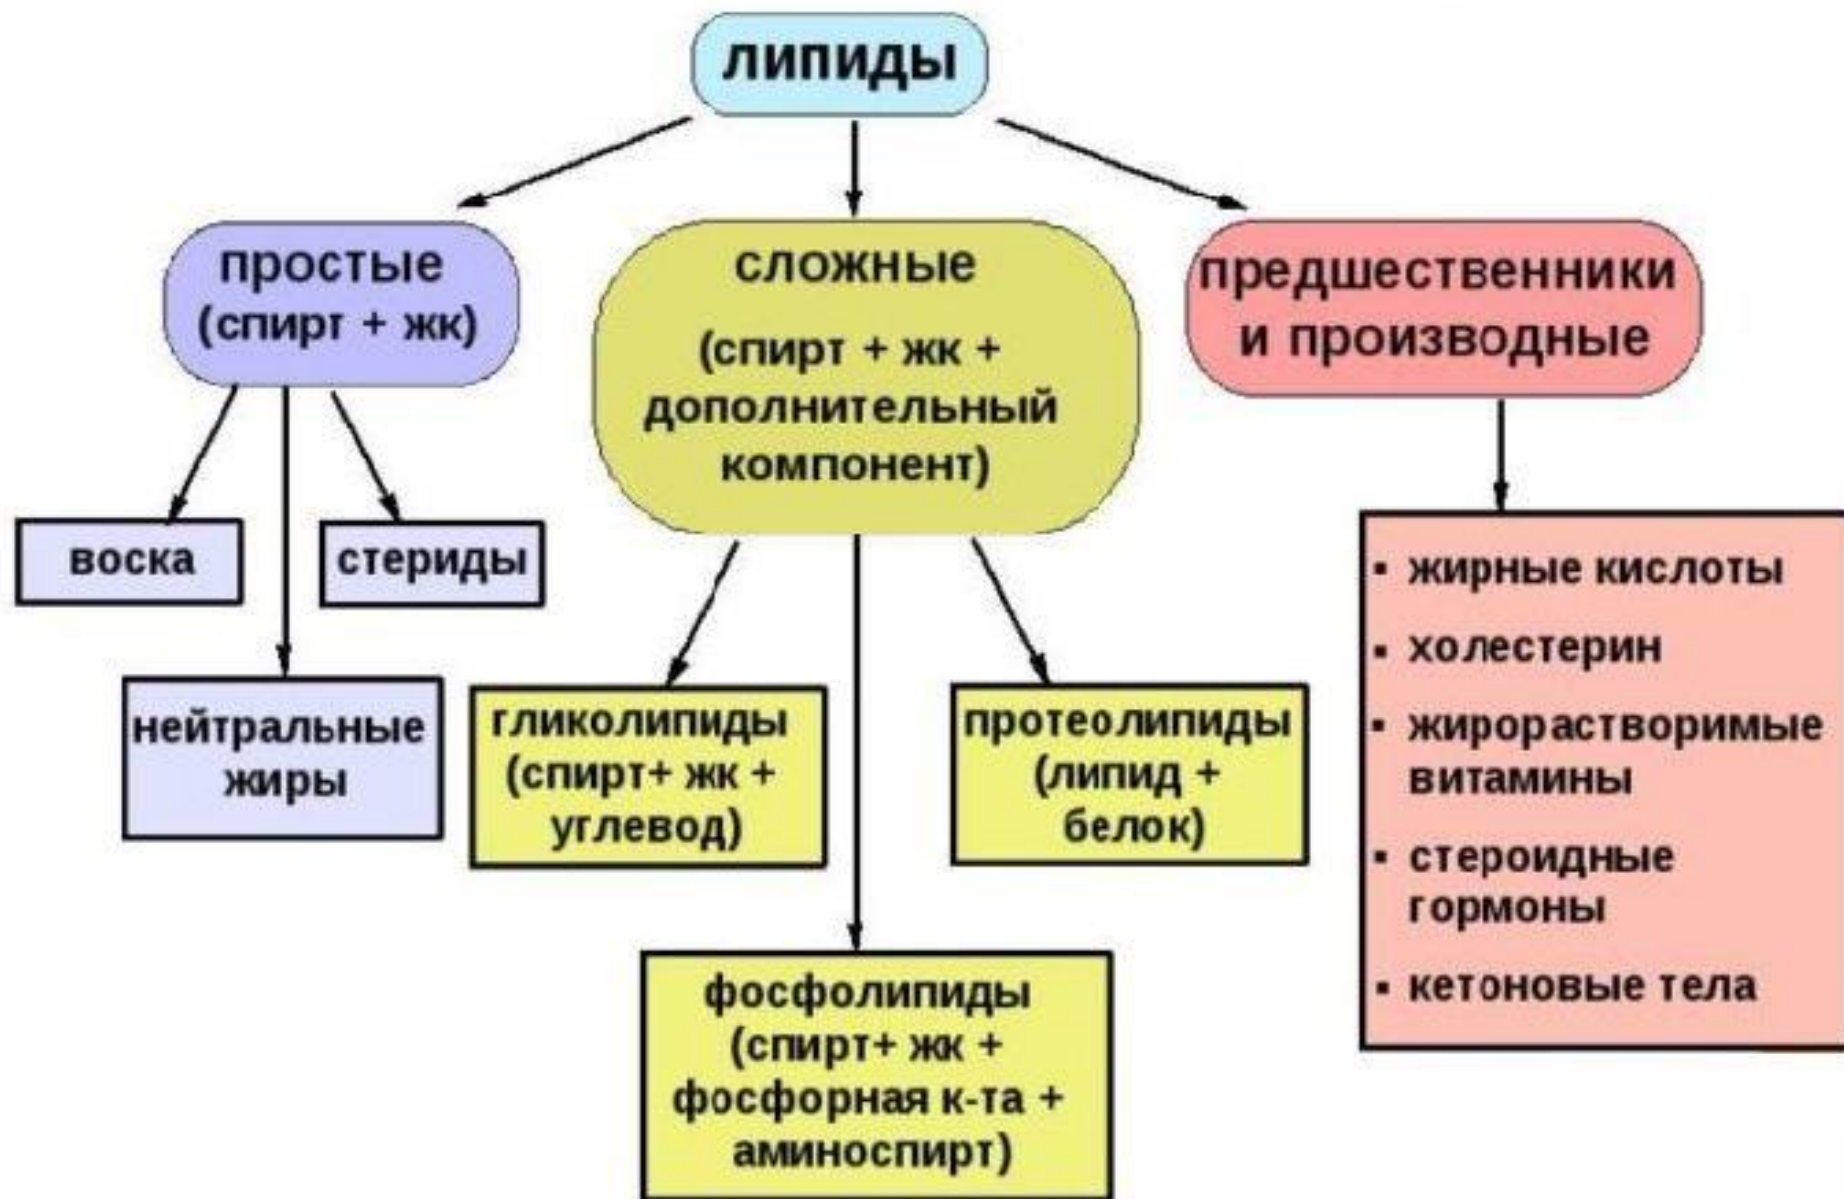 липиды
простые
(спирт + жк)
сложные
(спирт + жк +
дополнительный
компонент)
предшественники
и производные
воска
стериды
нейтральные
жиры
гликолипиды
(спирт+ жк +
углевод)
протеолипиды
(липид +
белок)
фосфолипиды
(спирт+ жк +
фосфорная к-та +
аминоспирт)
▪ жирные кислоты
▪ холестерин
▪ жирорастворимые
витамины
▪ стероидные
гормоны
▪ кетоновые тела